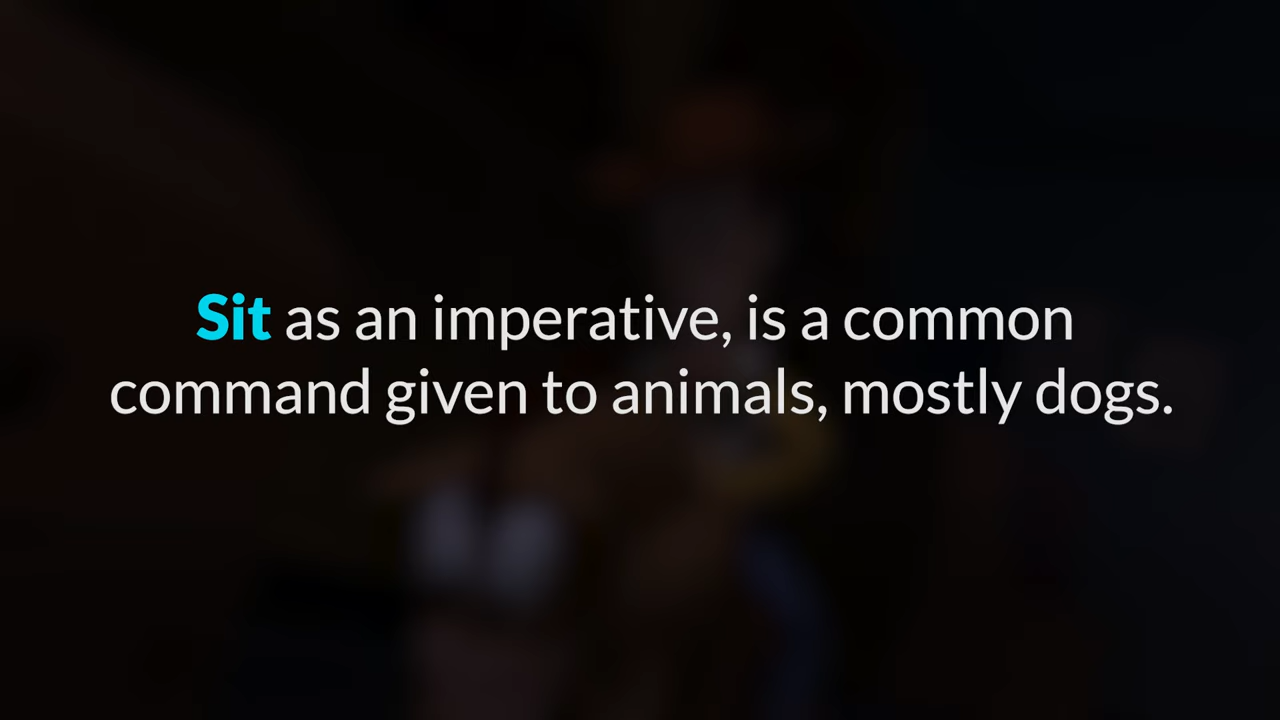 Sit as an imperative, is a common
command given to animals, mostly dogs.